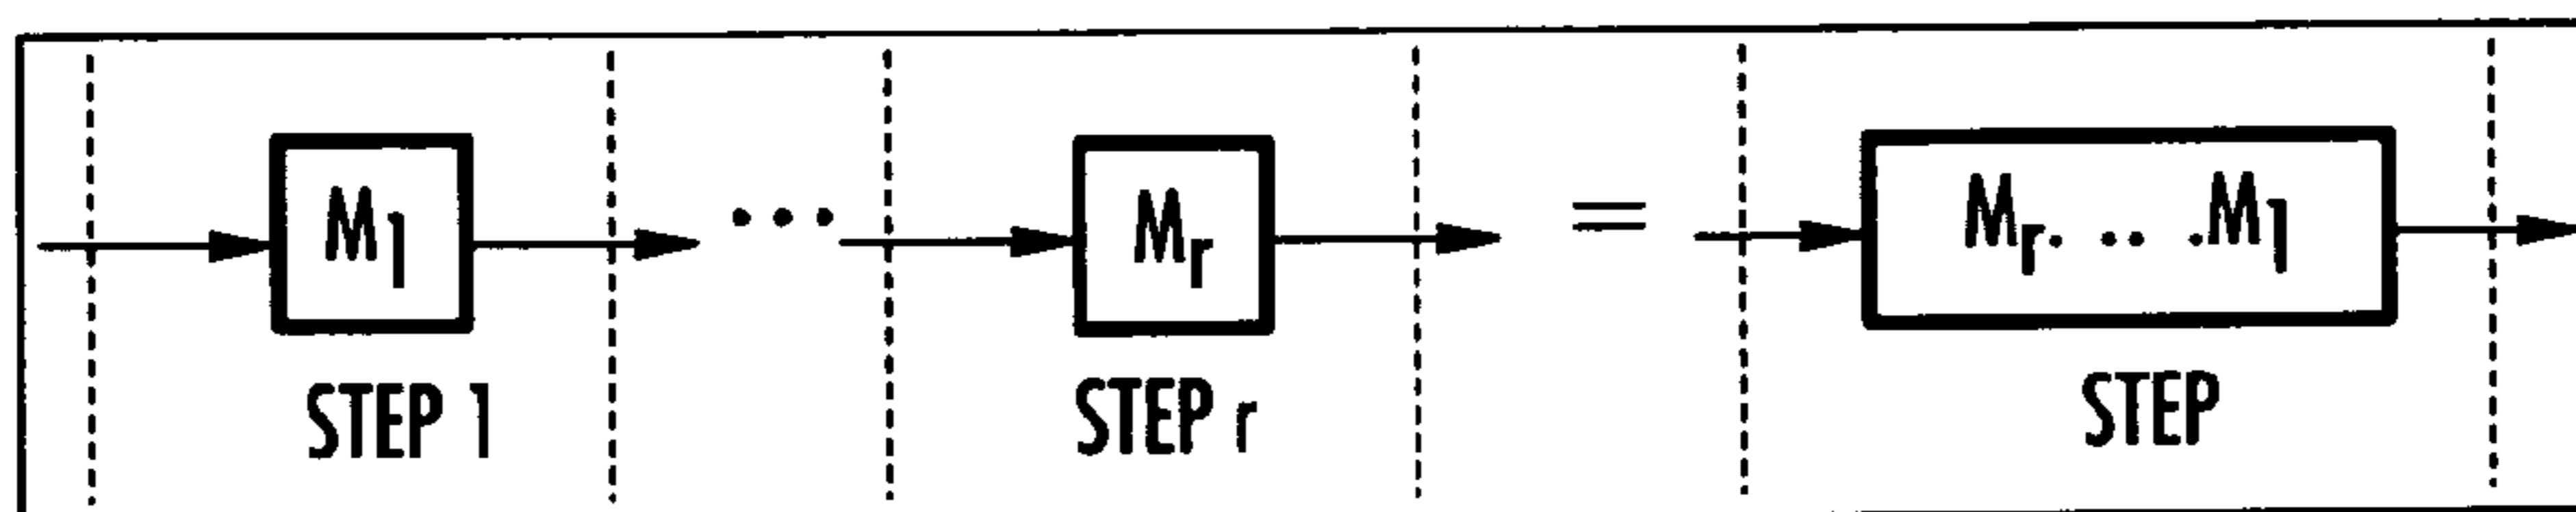 M1 ... Mr = Mr. .. .M1
STEP 1 STEP r STEP